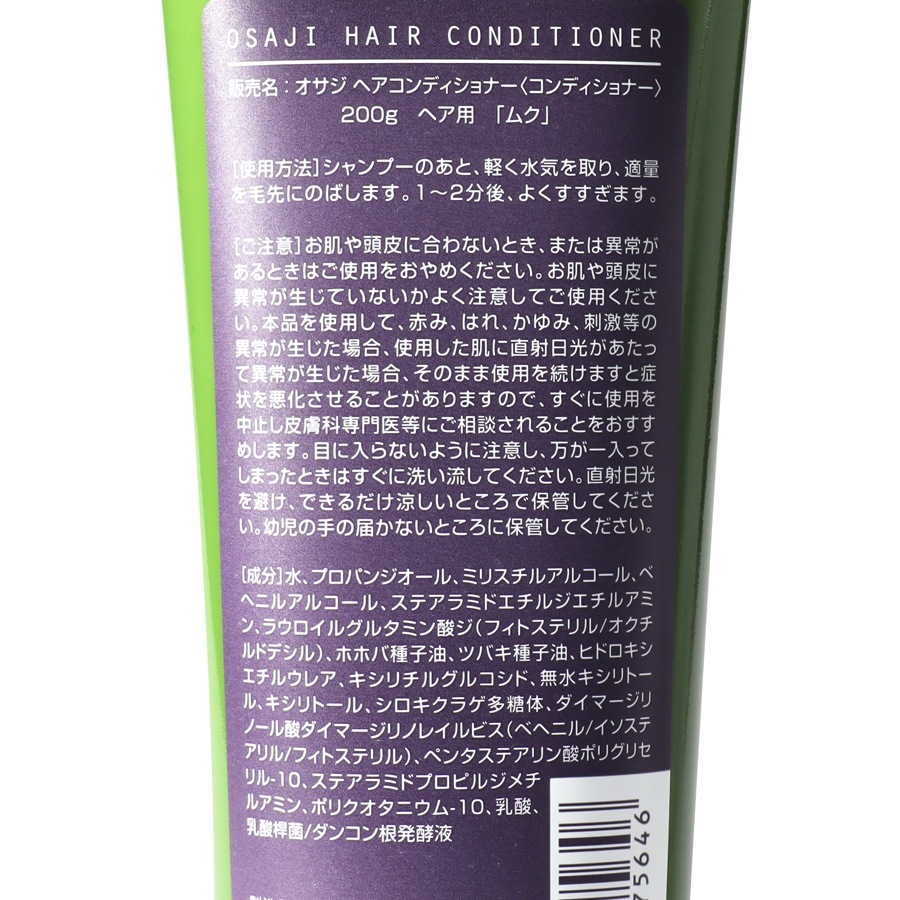 OSAJI HAIR CONDITIONER
販売名：オサジ ヘアコンディショナー〈コンディショナー〉
200g ヘア用 「ムク」
［使用方法］シャンプーのあと、軽く水気を取り、適量
を毛先にのばします。1〜2分後、よくすすぎます。
［ご注意］お肌や頭皮に合わないとき、または異常が
あるときはご使用をおやめください。お肌や頭皮に
異常が生じていないかよく注意してご使用くださ
い。本品を使用して、赤み、はれ、かゆみ、刺激等の
異常が生じた場合、使用した肌に直射日光があたっ
て異常が生じた場合、そのまま使用を続けますと症
状を悪化させることがありますので、すぐに使用を
中止し皮膚科専門医等にご相談されることをおすす
めします。目に入らないように注意し、万が一入って
しまったときはすぐに洗い流してください。直射日光
を避け、できるだけ涼しいところで保管してくださ
い。幼児の手の届かないところに保管してください。
［成分］水、プロパンジオール、ミリスチルアルコール、ベ
ヘニルアルコール、ステアラミドエチルジエチルアミ
ン、ラウロイルグルタミン酸ジ（フィトステリル/オクチ
ルドデシル）、ホホバ種子油、ツバキ種子油、ヒドロキシ
エチルウレア、キシリチルグルコシド、無水キシリトー
ル、キシリトール、シロキクラゲ多糖体、ダイマージリ
ノール酸ダイマージリノレイルビス（ベヘニル/イソステ
アリル/フィトステリル）、ペンタステアリン酸ポリグリセ
リル-10、ステアラミドプロピルジメチ
ルアミン、ポリクオタニウム-10、乳酸、
乳酸桿菌/ダンコン根発酵液
75646